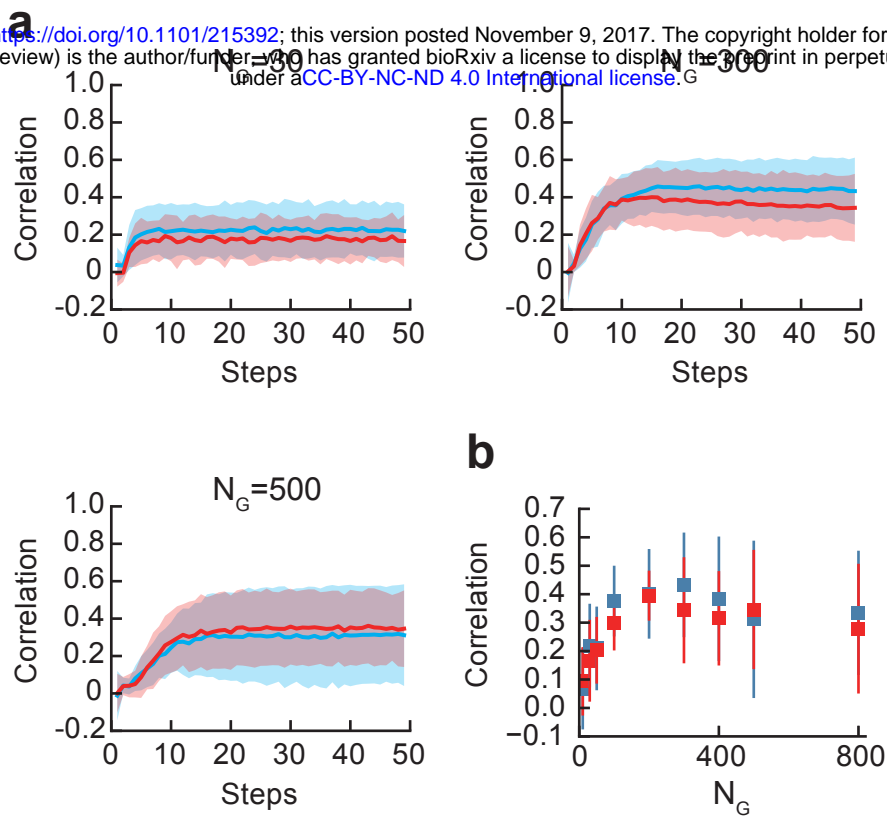 a
https://doi.org/10.1101/215392; this version posted November 9, 2017. The copyright holder for
eview) is the author/funder, who has granted bioRxiv a license to display the preprint in perpetu
under aCC-BY-NC-ND 4.0 International license.
NG=30
Correlation
1.0
0.8
0.6
0.4
0.2
0
-0.2
0 10 20 30 40 50
Steps
NG=300
Correlation
1.0
0.8
0.6
0.4
0.2
0
-0.2
0 10 20 30 40 50
Steps
NG=500
Correlation
1.0
0.8
0.6
0.4
0.2
0
-0.2
0 10 20 30 40 50
Steps
b
Correlation
0.7
0.6
0.5
0.4
0.3
0.2
0.1
0.0
−0.1
0 400 800
NG